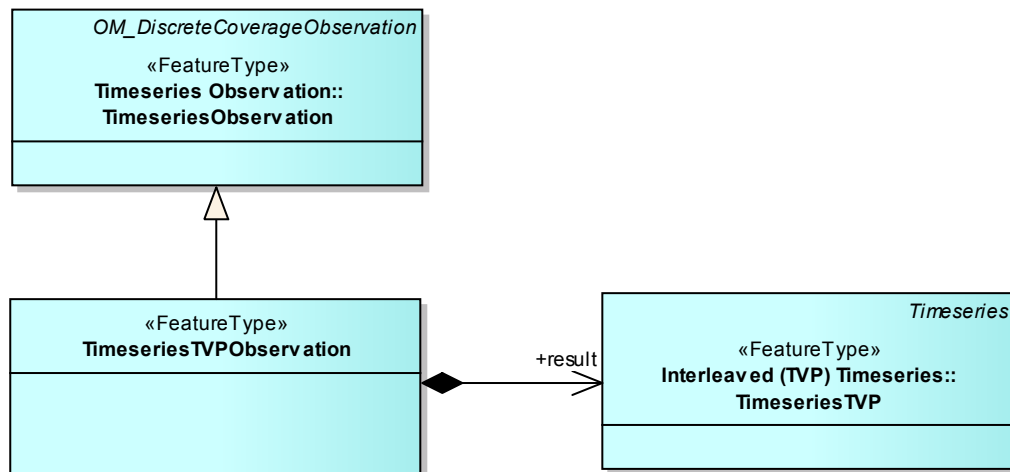 OM_DiscreteCoverageObservation
«FeatureType»
Timeseries Observation::
TimeseriesObservation
«FeatureType»
TimeseriesTVPObservation
+result
Timeseries
«FeatureType»
Interleaved (TVP) Timeseries::
TimeseriesTVP